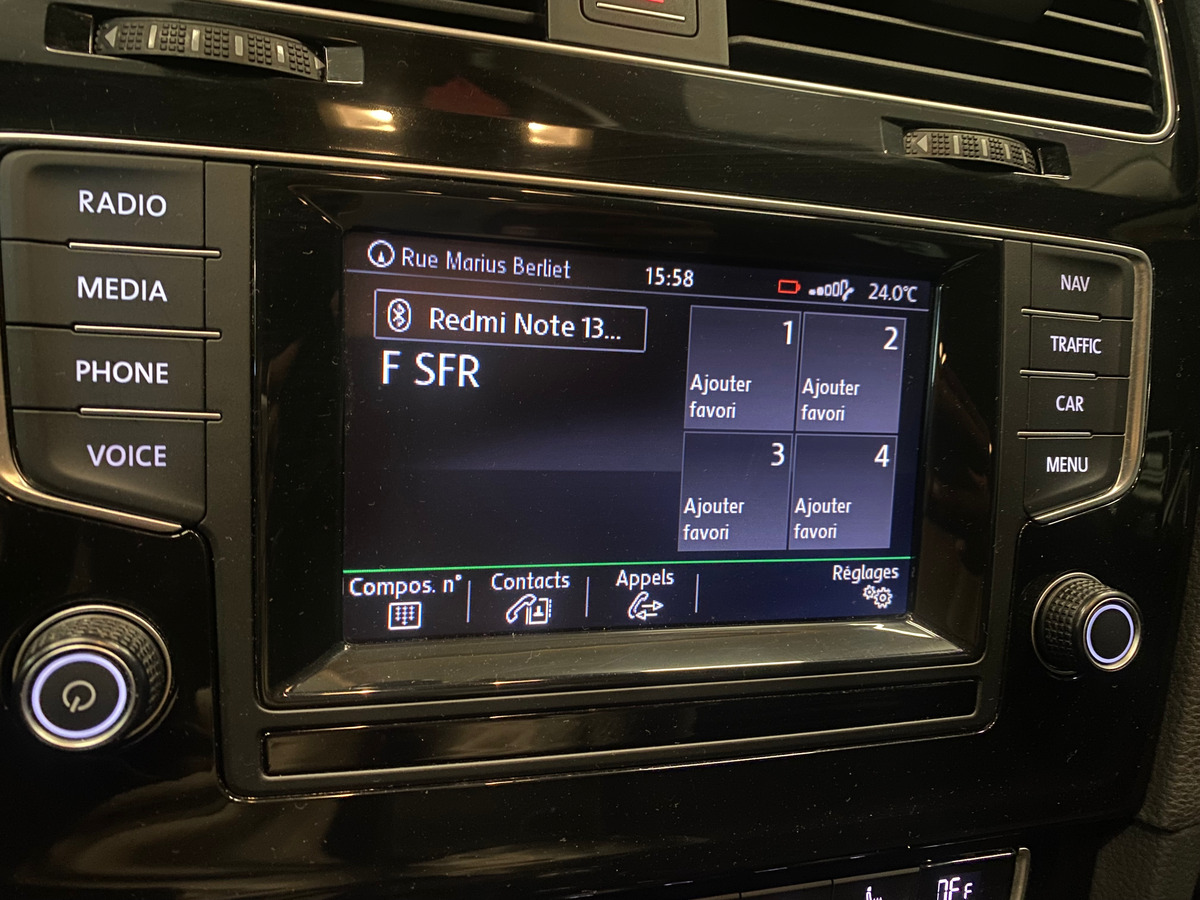 RADIO
MEDIA
PHONE
VOICE
Rue Marius Berliet
15:58
24.0°C
Redmi Note 13...
F SFR
1
Ajouter
favori
2
Ajouter
favori
3
Ajouter
favori
4
Ajouter
favori
Compos. n°
Contacts
Appels
Réglages
NAV
TRAFFIC
CAR
MENU
OFF